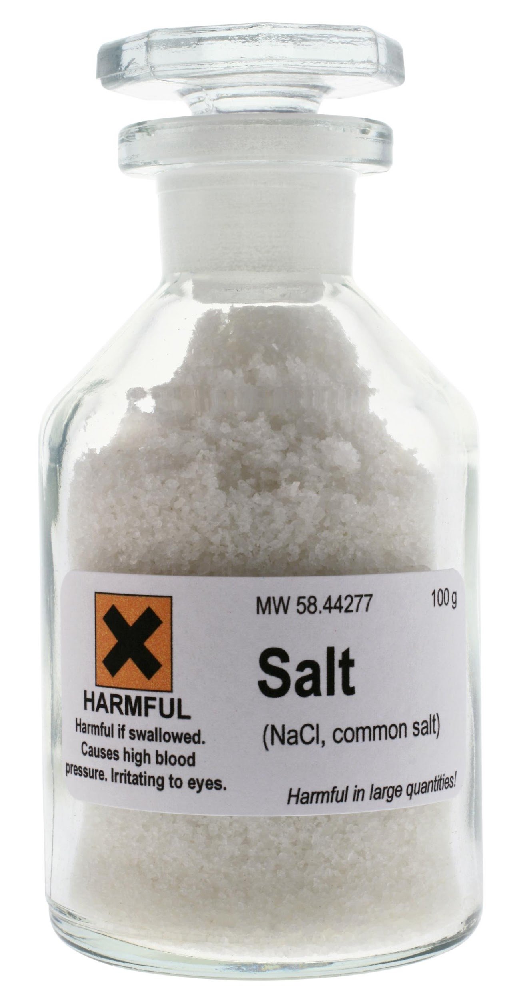 MW 58.44277
100 g
Salt
(NaCl, common salt)
HARMFUL
Harmful if swallowed.
Causes high blood
pressure. Irritating to eyes.
Harmful in large quantities!